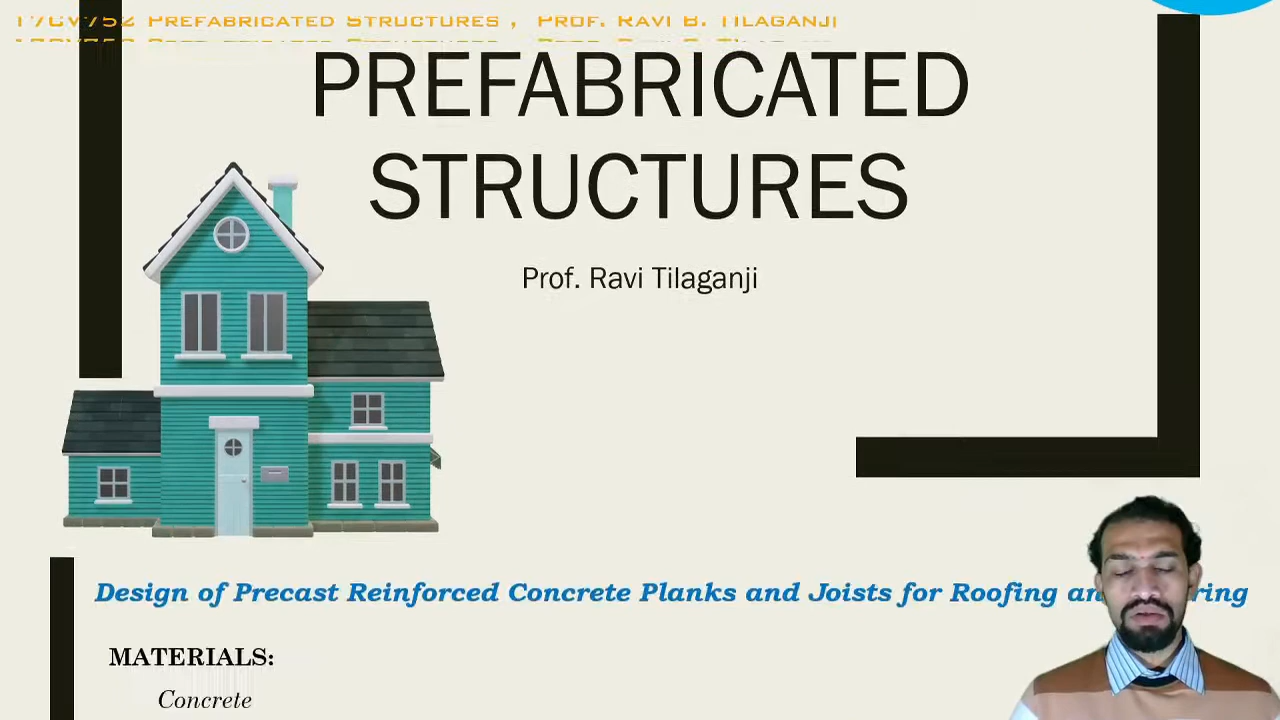 17CV752 PREFABRICATED STRUCTURES , PROF. RAVI B. TILAGANJI
PREFABRICATED
STRUCTURES
Prof. Ravi Tilaganji
Design of Precast Reinforced Concrete Planks and Joists for Roofing an ring
MATERIALS:
Concrete